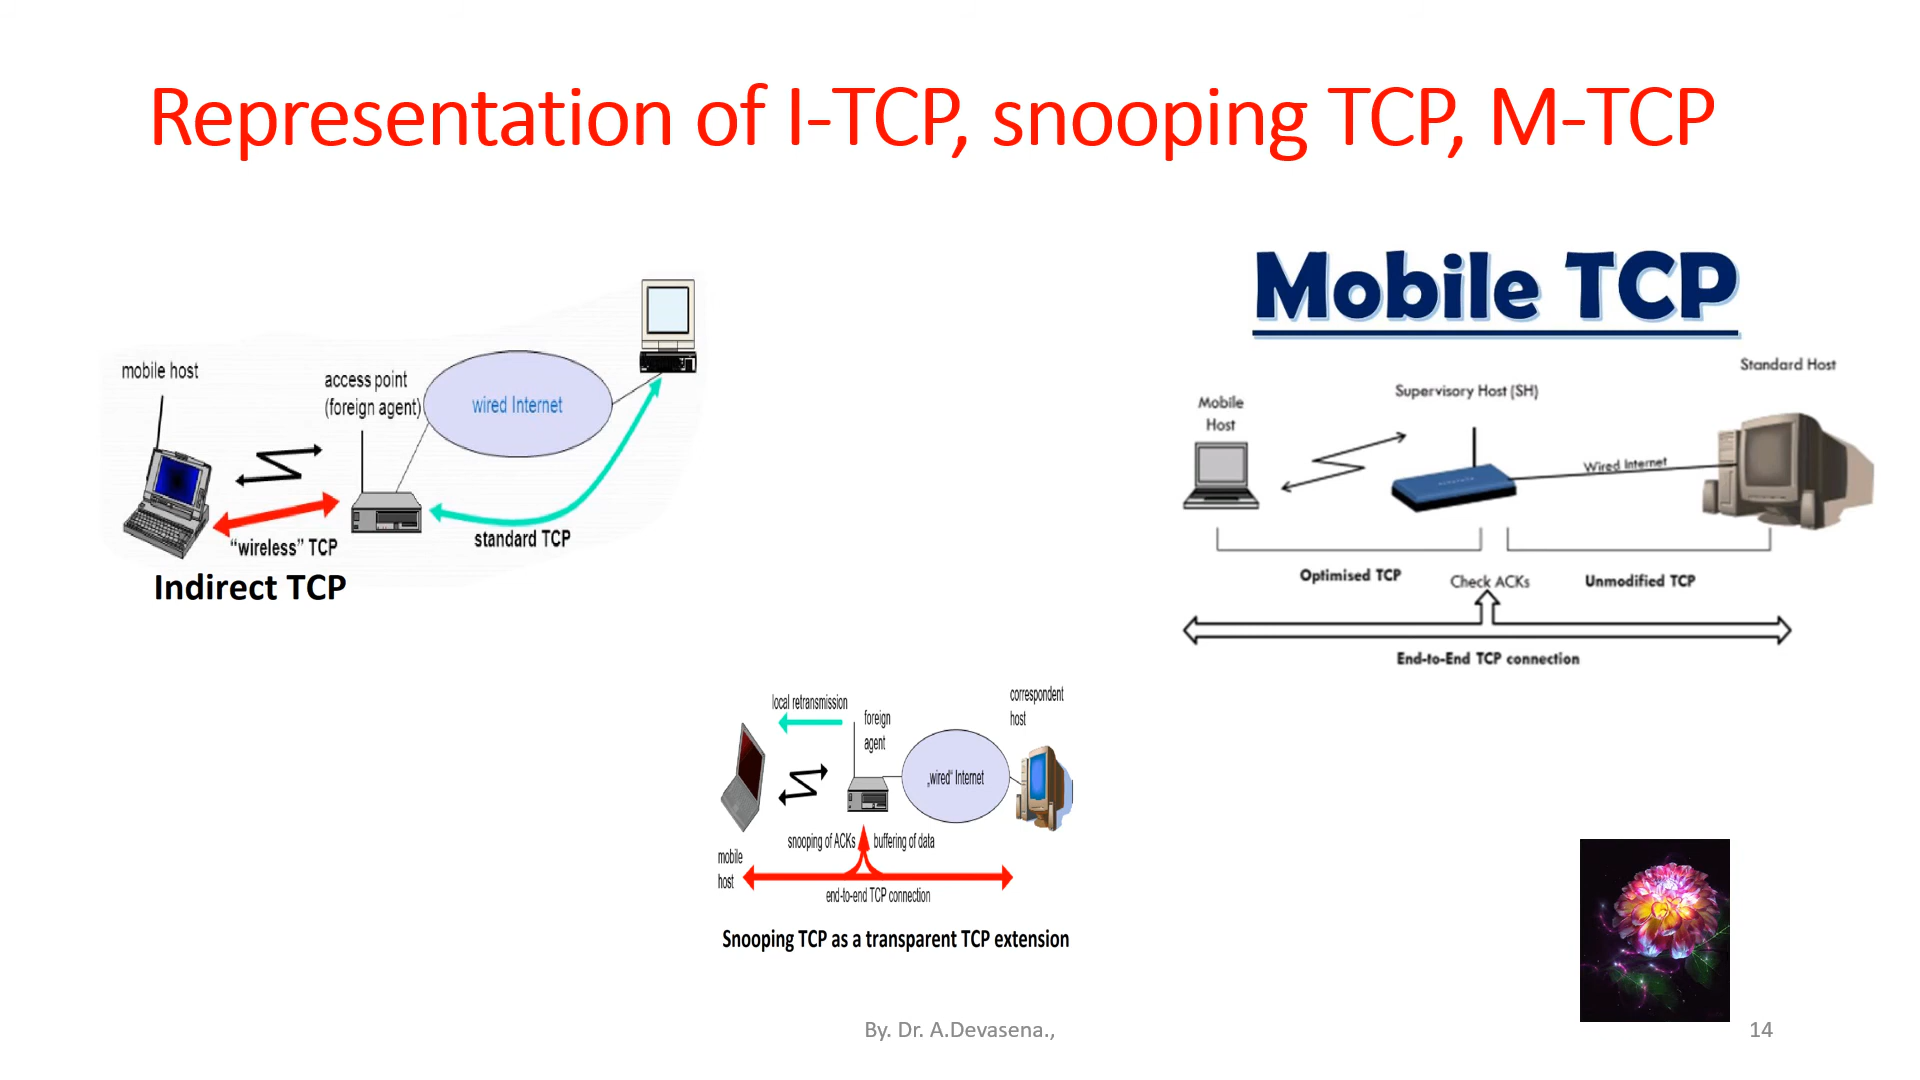 Representation of I-TCP, snooping TCP, M-TCP
mobile host
access point
(foreign agent)
wired Internet
"wireless" TCP
standard TCP
Indirect TCP
Mobile TCP
Standard Host
Supervisory Host (SH)
Mobile
Host
Wired Internet
Optimised TCP
Check ACKs
Unmodified TCP
End-to-End TCP connection
local retransmission
foreign
agent
correspondent
host
„wired“ Internet
snooping of ACKs
buffering of data
mobile
host
end-to-end TCP connection
Snooping TCP as a transparent TCP extension
By. Dr. A.Devasena.,
14